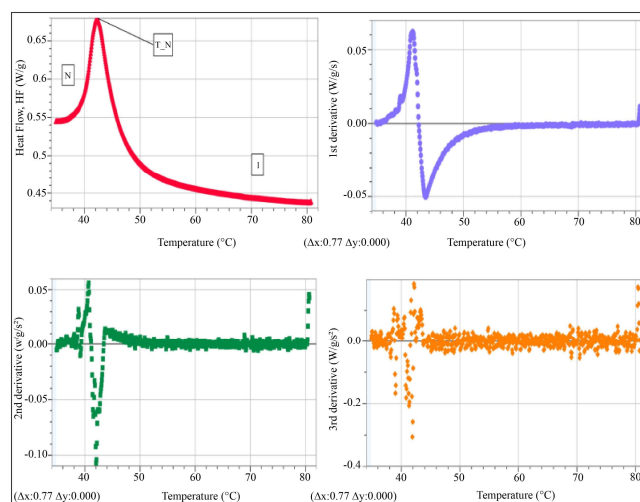 0.65
0.6
0.55
0.5
0.45
Heat Flow, HF (W/g)
N
T_N
I
40
50
60
70
80
Temperature (°C)
0.05
0.00
-0.05
1st derivative (W/g/s)
40
50
60
70
80
(Δx:0.77 Δy:0.000)
Temperature (°C)
0.05
0.00
-0.05
-0.10
2nd derivative (w/g/s²)
40
50
60
70
80
(Δx:0.77 Δy:0.000)
Temperature (°C)
0.2
0.00
-0.2
-0.4
3rd derivative (W/g/s²)
40
50
60
70
80
(Δx:0.77 Δy:0.000)
Temperature (°C)